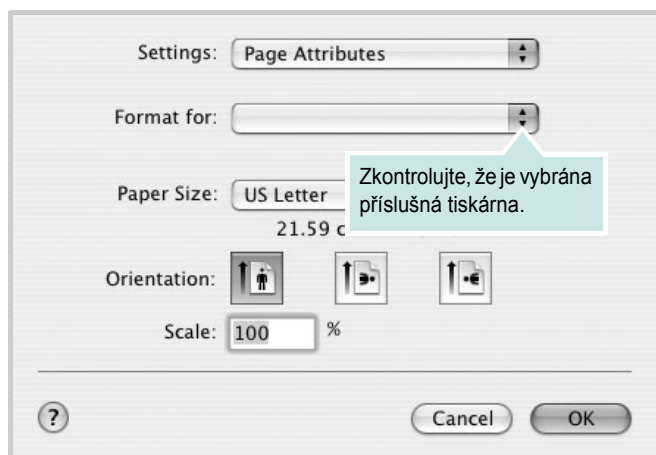 Settings: Page Attributes
Format for:
Zkontrolujte, že je vybrána
příslušná tiskárna.
Paper Size: US Letter
21.59
Orientation:
Scale: 100 %
? Cancel OK